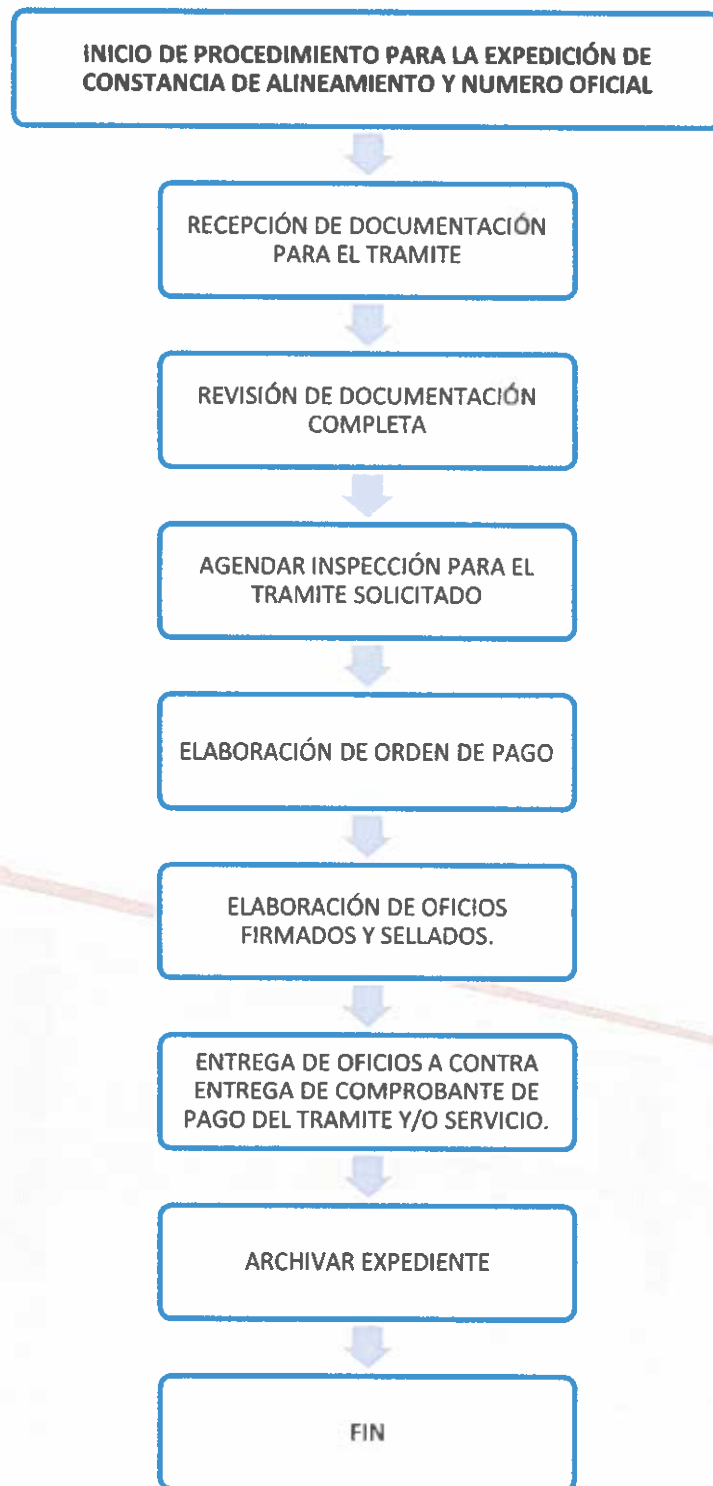 INICIO DE PROCEDIMIENTO PARA LA EXPEDICIÓN DE
CONSTANCIA DE ALINEAMIENTO Y NUMERO OFICIAL
RECEPCIÓN DE DOCUMENTACIÓN
PARA EL TRAMITE
REVISIÓN DE DOCUMENTACIÓN
COMPLETA
AGENDAR INSPECCIÓN PARA EL
TRAMITE SOLICITADO
ELABORACIÓN DE ORDEN DE PAGO
ELABORACIÓN DE OFICIOS
FIRMADOS Y SELLADOS.
ENTREGA DE OFICIOS A CONTRA
ENTREGA DE COMPROBANTE DE
PAGO DEL TRAMITE Y/O SERVICIO.
ARCHIVAR EXPEDIENTE
FIN